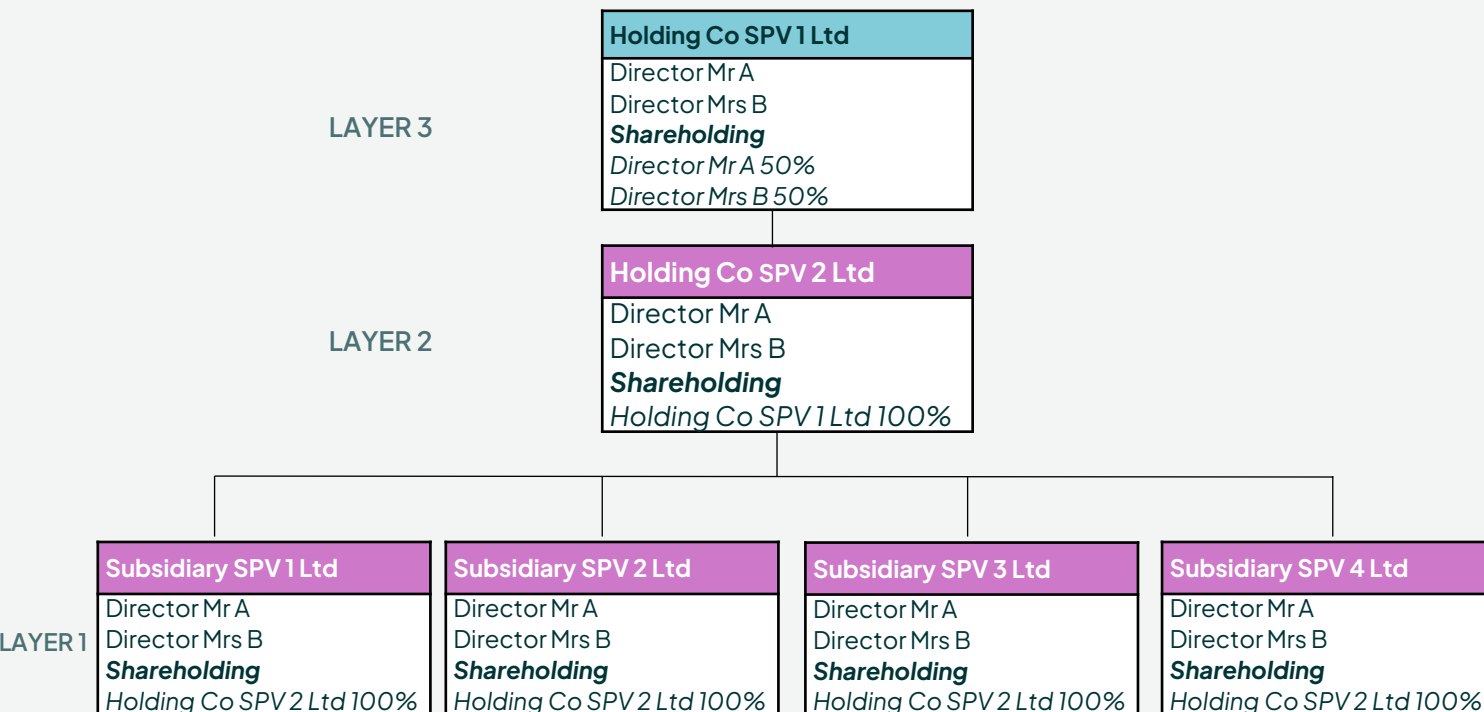 Holding Co SPV 1 Ltd
Director Mr A
Director Mrs B
Shareholding
Director Mr A 50%
Director Mrs B 50%
LAYER 3
Holding Co SPV 2 Ltd
Director Mr A
Director Mrs B
Shareholding
Holding Co SPV 1 Ltd 100%
LAYER 2
LAYER 1
Subsidiary SPV 1 Ltd
Director Mr A
Director Mrs B
Shareholding
Holding Co SPV 2 Ltd 100%
Subsidiary SPV 2 Ltd
Director Mr A
Director Mrs B
Shareholding
Holding Co SPV 2 Ltd 100%
Subsidiary SPV 3 Ltd
Director Mr A
Director Mrs B
Shareholding
Holding Co SPV 2 Ltd 100%
Subsidiary SPV 4 Ltd
Director Mr A
Director Mrs B
Shareholding
Holding Co SPV 2 Ltd 100%